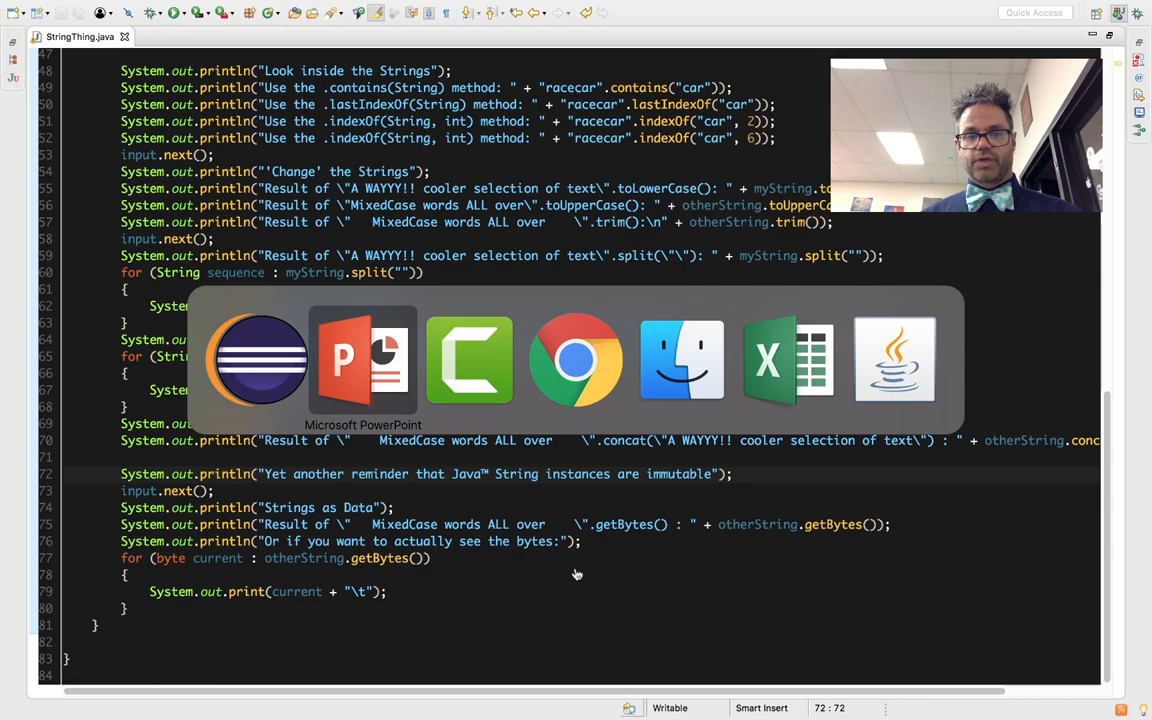 Quick Access
StringThing.java
47
48 System.out.println("Look inside the Strings");
49 System.out.println("Use the .contains(String) method: " + "racecar".contains("car"));
50 System.out.println("Use the .lastIndexOf(String) method: " + "racecar".lastIndexOf("car"));
51 System.out.println("Use the .indexOf(String, int) method: " + "racecar".indexOf("car", 2));
52 System.out.println("Use the .indexOf(String, int) method: " + "racecar".indexOf("car", 6));
53 input.next();
54 System.out.println("'Change' the Strings");
55 System.out.println("Result of \"A WAYYY!! cooler selection of text\".toLowerCase(): " + myString.to
56 System.out.println("Result of \"MixedCase words ALL over\".toUpperCase(): " + otherString.toUpperCa
57 System.out.println("Result of \"   MixedCase words ALL over     \".trim():\n" + otherString.trim());
58 input.next();
59 System.out.println("Result of \"A WAYYY!! cooler selection of text\".split(\"\"): " + myString.split(""));
60 for (String sequence : myString.split(""))
61 {
62 Syste
63 }
64 System.o
65 for (Str
66 {
67 Syste
68 }
69 System.o
Microsoft PowerPoint
70 System.out.println("Result of \"    MixedCase words ALL over     \".concat(\"A WAYYY!! cooler selection of text\") : " + otherString.conc
71
72 System.out.println("Yet another reminder that Java™ String instances are immutable");
73 input.next();
74 System.out.println("Strings as Data");
75 System.out.println("Result of \"   MixedCase words ALL over     \".getBytes() : " + otherString.getBytes());
76 System.out.println("Or if you want to actually see the bytes:");
77 for (byte current : otherString.getBytes())
78 {
79 System.out.print(current + "\t");
80 }
81 }
82
83 }
84
Writable
Smart Insert
72 : 72